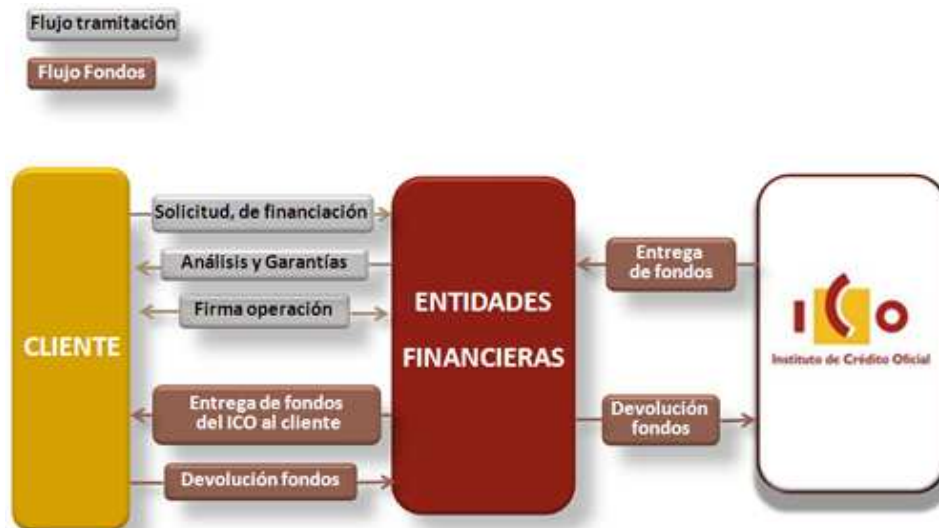 Flujo tramitación
Flujo Fondos
CLIENTE
Solicitud, de financiación
Análisis y Garantías
Firma operación
Entrega de fondos
del ICO al cliente
Devolución fondos
ENTIDADES
FINANCIERAS
Entrega
de fondos
Devolución
fondos
ICO
Instituto de Crédito Oficial